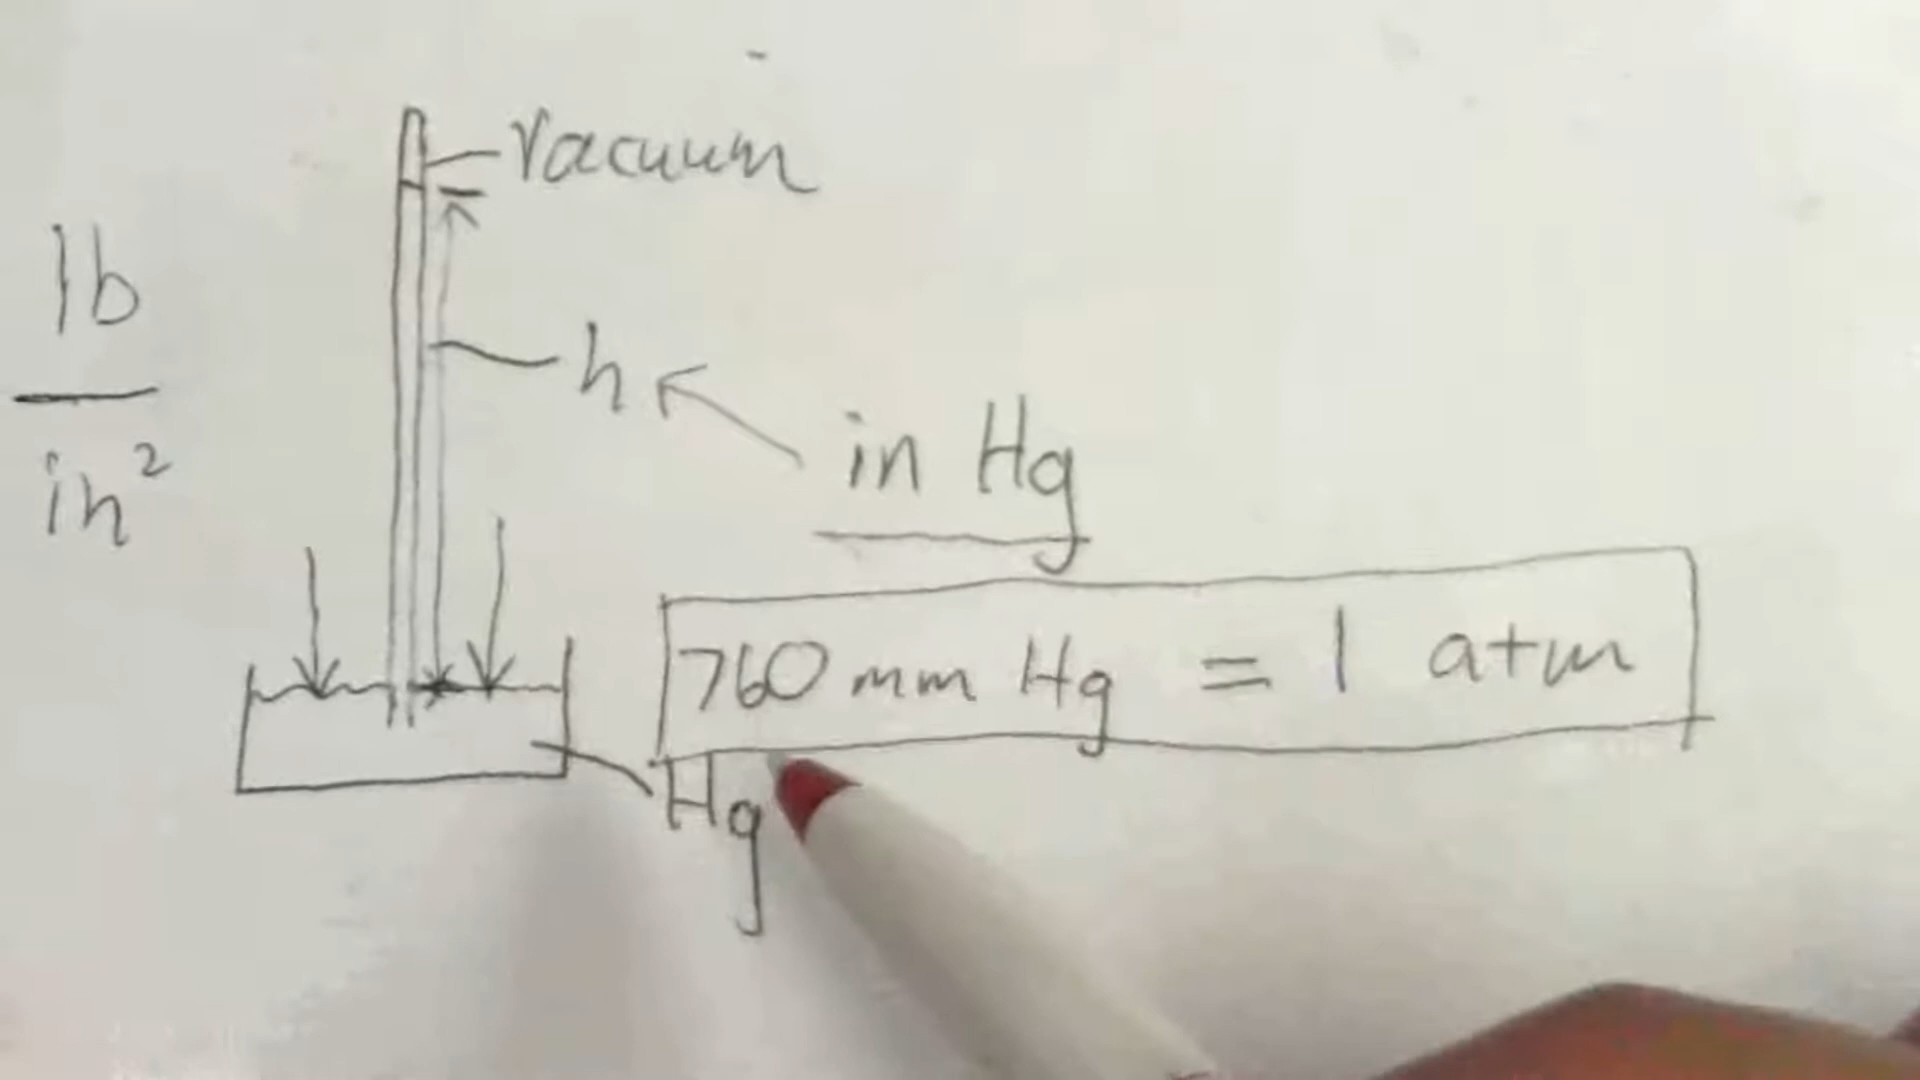 Vacuum
lb
in²
h
in Hg
760 mm Hg = 1 atm
Hg